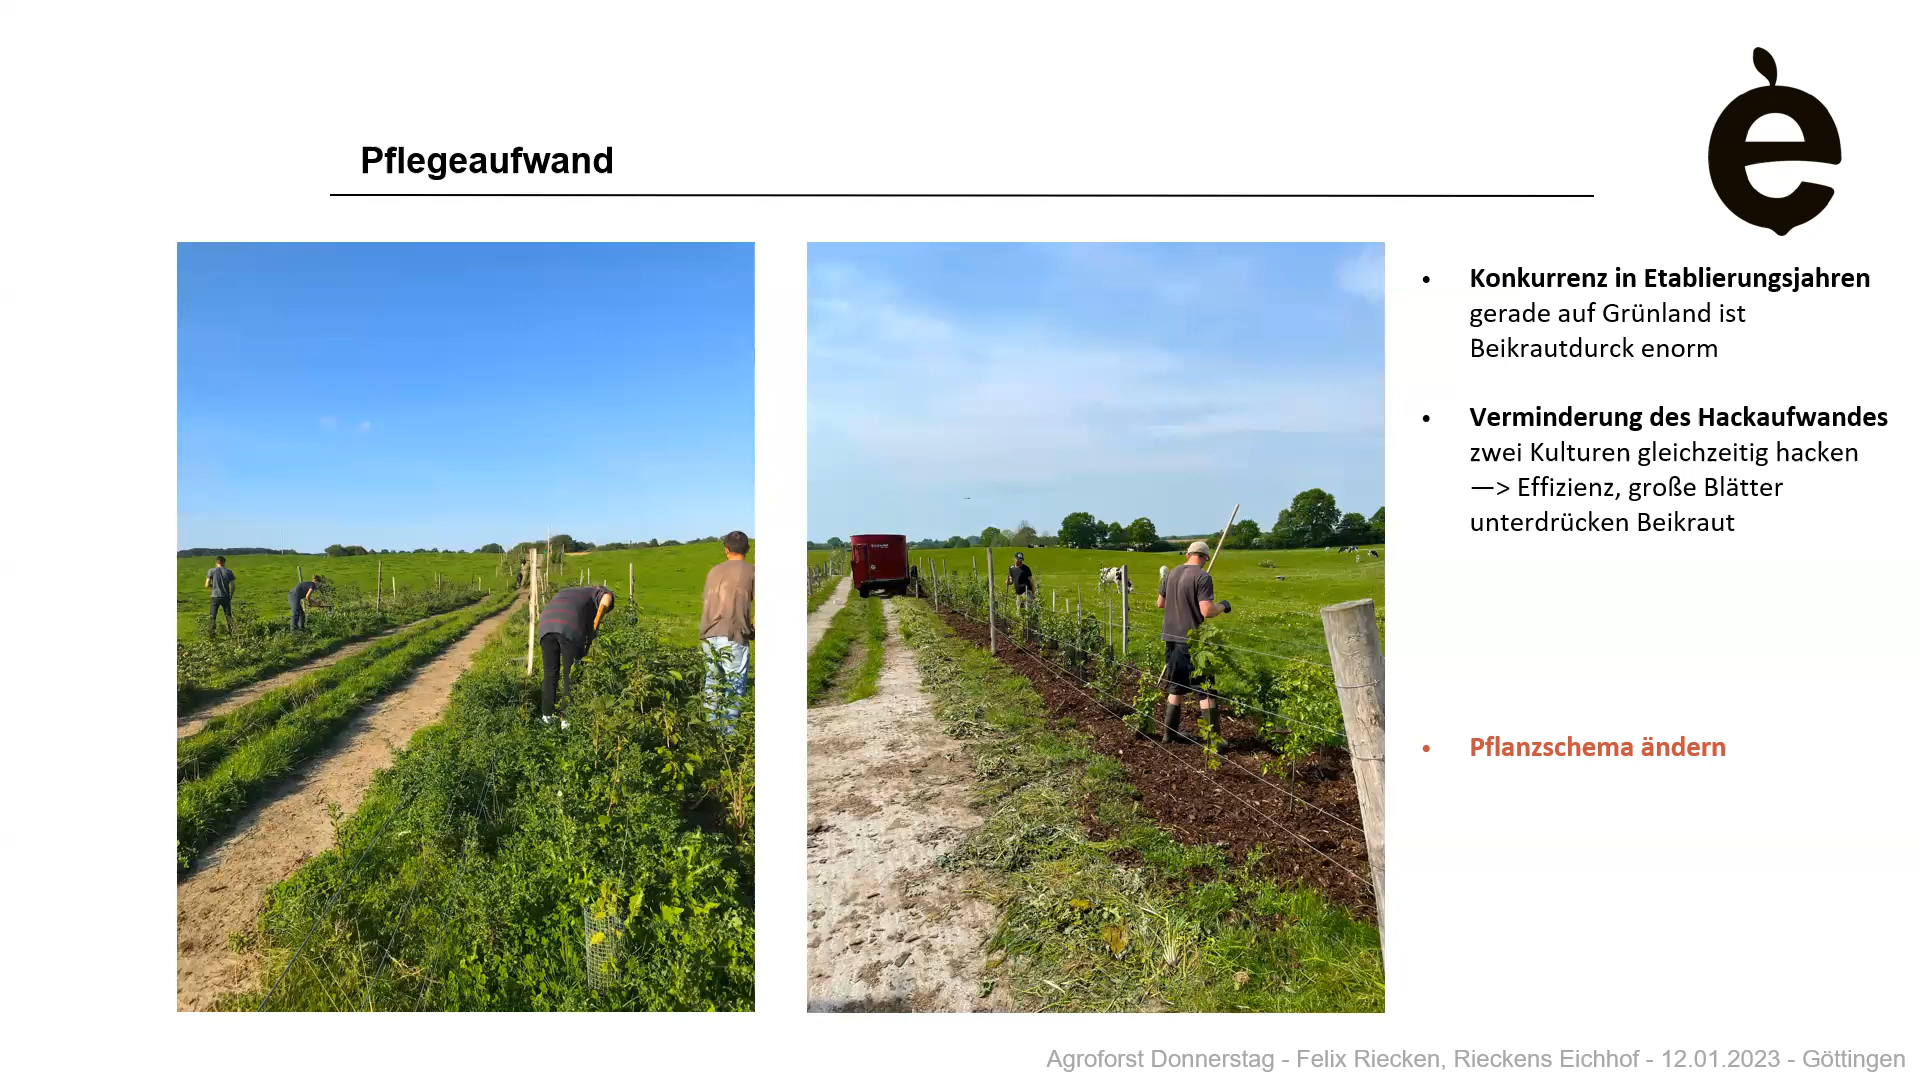 Pflegeaufwand
• Konkurrenz in Etablierungsjahren
gerade auf Grünland ist
Beikrautdurck enorm
• Verminderung des Hackaufwandes
zwei Kulturen gleichzeitig hacken
—> Effizienz, große Blätter
unterdrücken Beikraut
• Pflanzschema ändern
Agroforst Donnerstag - Felix Riecken, Rieckens Eichhof - 12.01.2023 - Göttingen